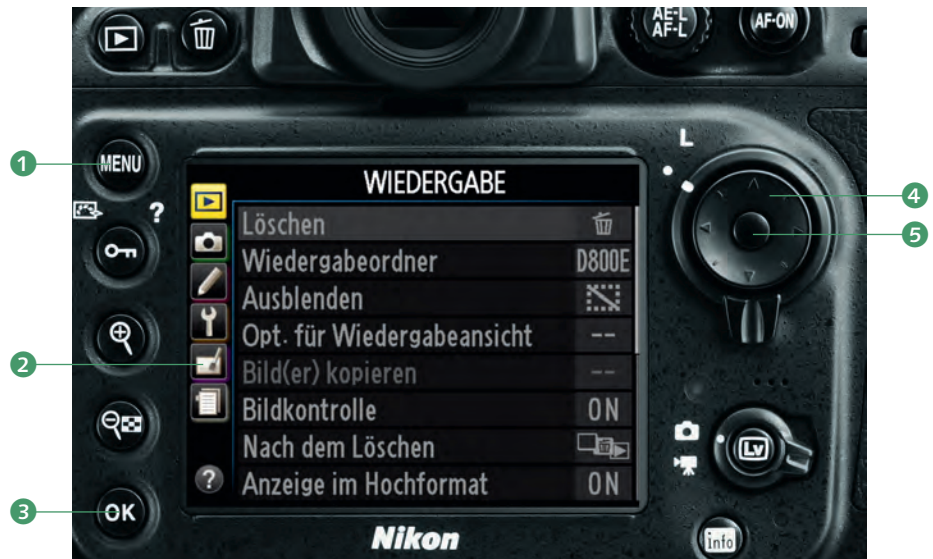 AE-L
AF-L
AF-ON
1
MENU
L
WIEDERGABE
4
?
Löschen
5
Wiedergabeordner D800E
Ausblenden
Opt. für Wiedergabeansicht --
2
Bild(er) kopieren --
Bildkontrolle ON
Nach dem Löschen
Lv
? Anzeige im Hochformat ON
3
OK
Nikon
info